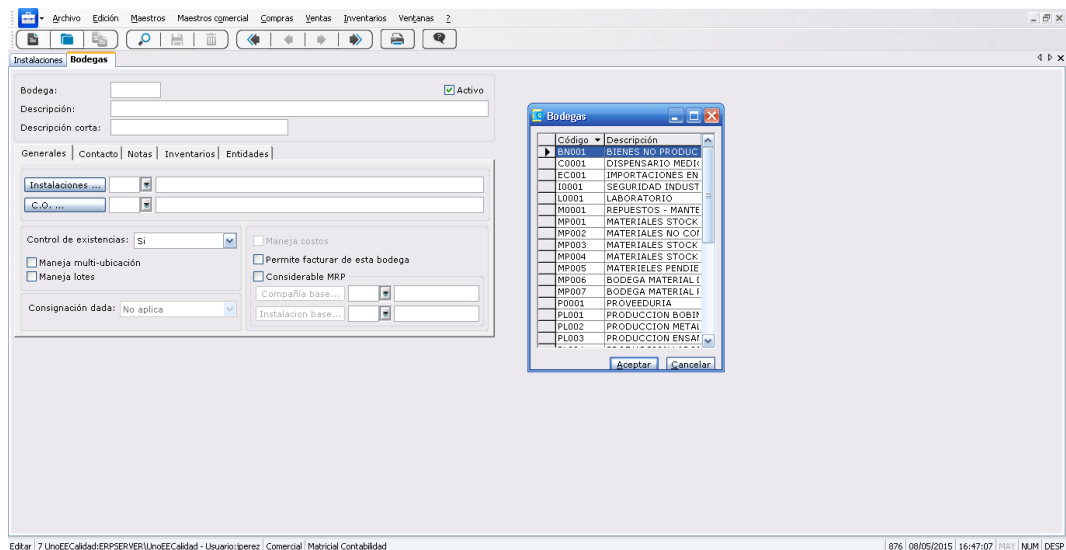 Archivo Edición Maestros Maestros comercial Compras Ventas Inventarios Ventanas ?
Instalaciones Bodegas
Bodega: Activo
Descripción:
Descripción corta:
Generales Contacto Notas Inventarios Entidades
Instalaciones ...
C.O. ...
Control de existencias: Si
Maneja multi-ubicación
Maneja lotes
Consignación dada: No aplica
Maneja costos
Permite facturar de esta bodega
Considerable MRP
Compañía base...
Instalacion base...
Bodegas
Código Descripción
BN001 BIENES NO PRODUC
C0001 DISPENSARIO MEDI
EC001 IMPORTACIONES EN
I0001 SEGURIDAD INDUST
L0001 LABORATORIO
M0001 REPUESTOS - MANTE
MP001 MATERIALES STOCK
MP002 MATERIALES NO CO
MP003 MATERIALES STOCK
MP004 MATERIALES STOCK
MP005 MATERIELES PENDIE
MP006 BODEGA MATERIAL
MP007 BODEGA MATERIAL
P0001 PROVEEDURIA
PL001 PRODUCCION BOBI
PL002 PRODUCCION META
PL003 PRODUCCION ENSA
Aceptar Cancelar
Editar 7 UnoEECalidad:ERPSERVER\UnoEECalidad - Usuario:jperez Comercial Matricial Contabilidad 876 08/05/2015 16:47:07 MAY NUM DESP